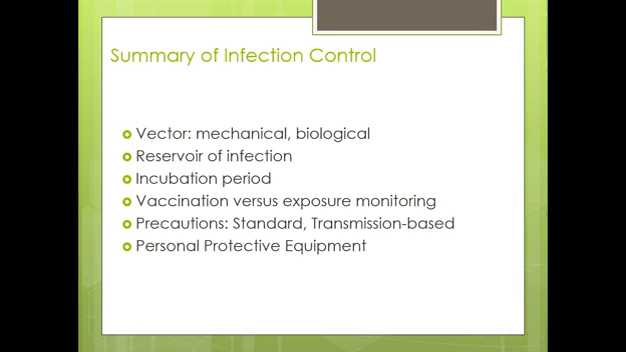 Summary of Infection Control
Vector: mechanical, biological
Reservoir of infection
Incubation period
Vaccination versus exposure monitoring
Precautions: Standard, Transmission-based
Personal Protective Equipment